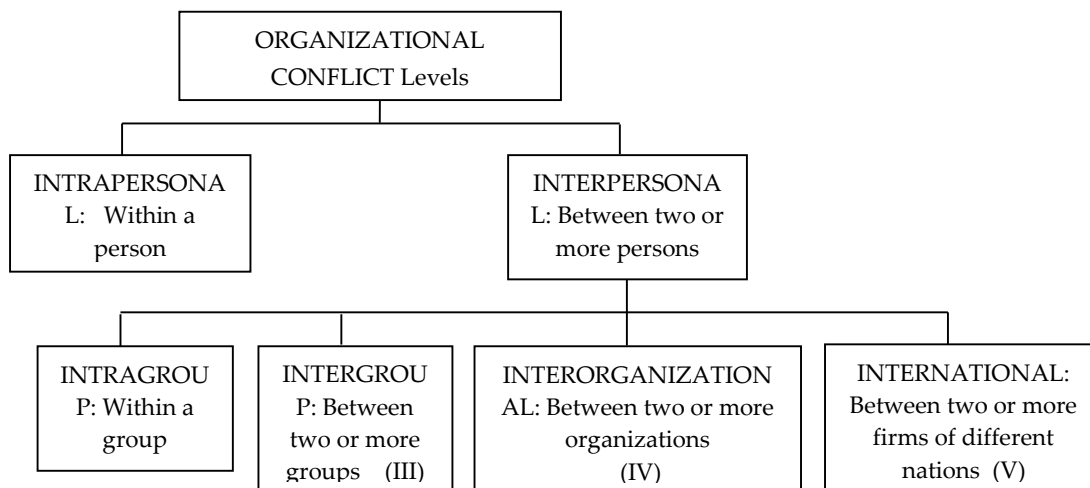 ORGANIZATIONAL
CONFLICT Levels
INTRAPERSONA
L: Within a
person
INTERPERSONA
L: Between two or
more persons
INTRAGROU
P: Within a
group
INTERGROU
P: Between
two or more
groups (III)
INTERORGANIZATION
AL: Between two or more
organizations
(IV)
INTERNATIONAL:
Between two or more
firms of different
nations (V)